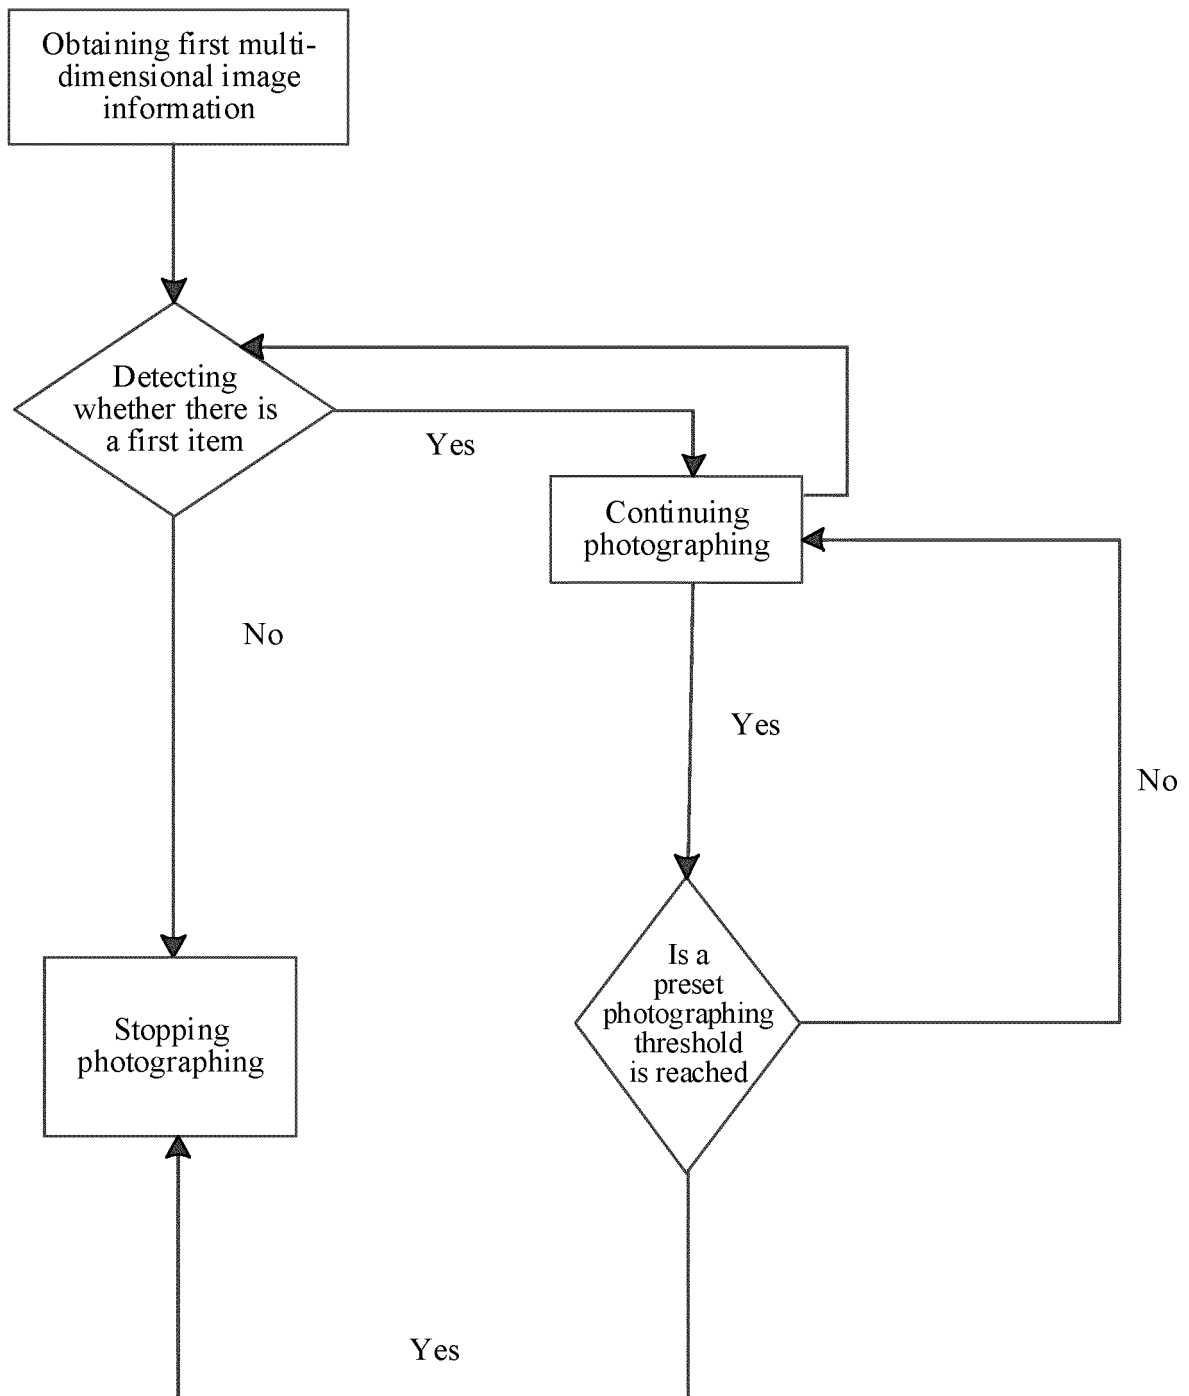 Obtaining first multi-
dimensional image
information
Detecting
whether there is
a first item
Yes
Continuing
photographing
No
Yes
No
Is a
preset
photographing
threshold
is reached
Stopping
photographing
Yes